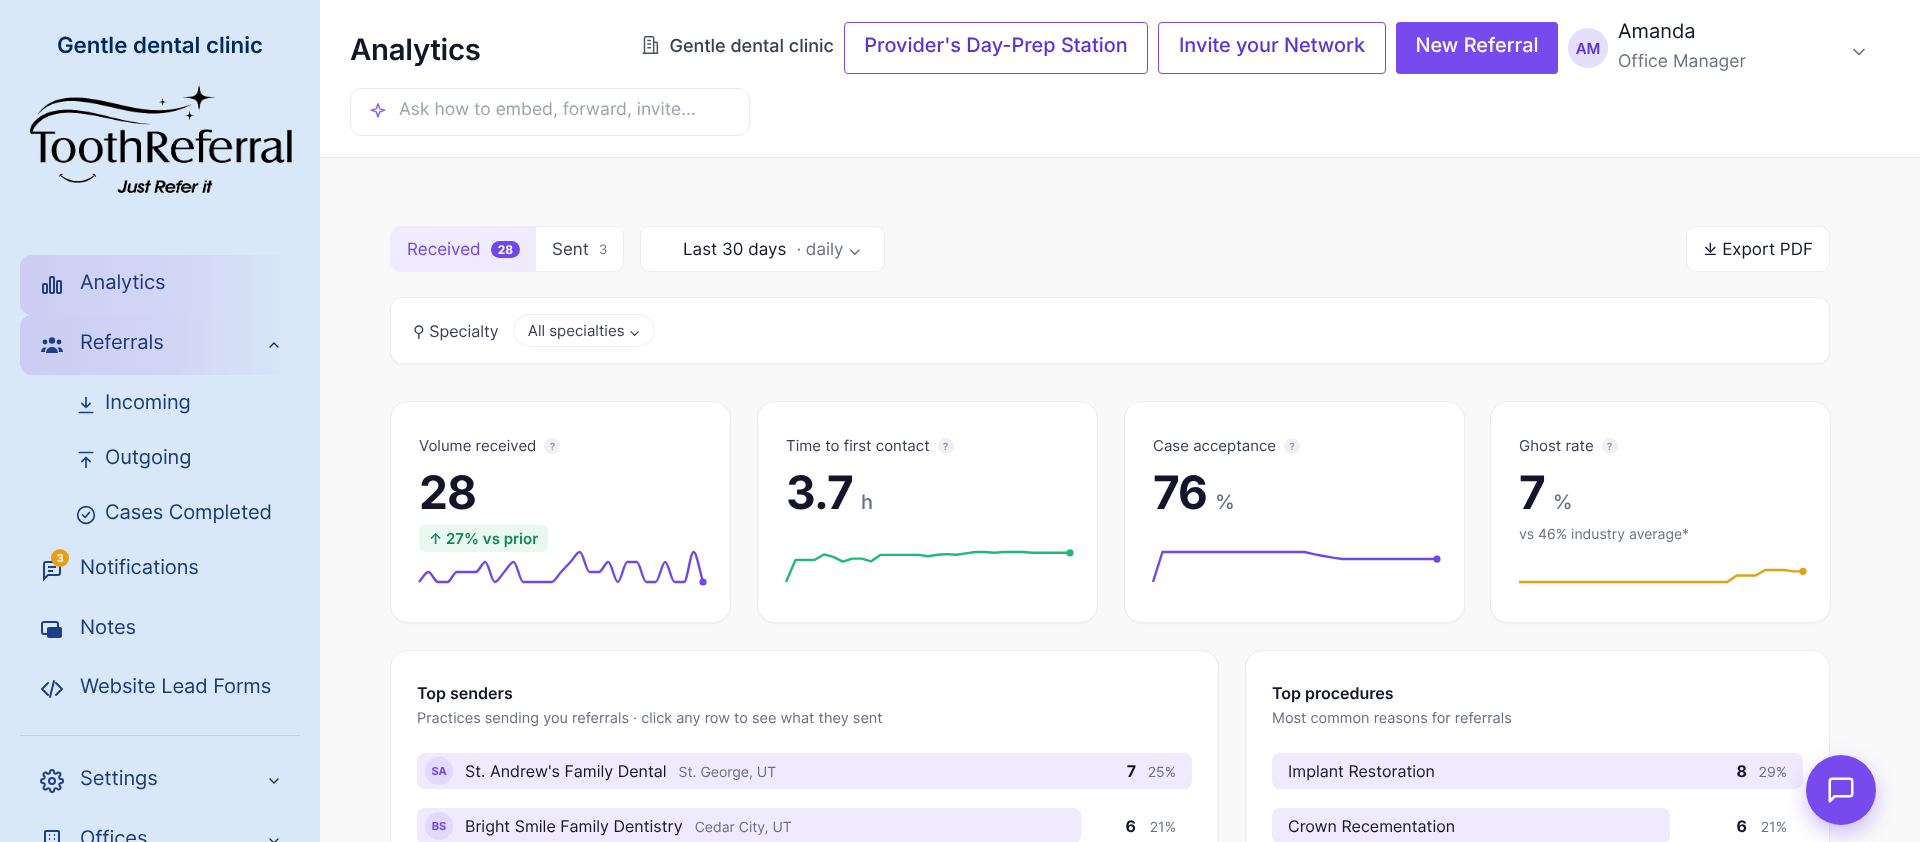 Gentle dental clinic
ToothReferral
Just Refer it
Analytics
Referrals
Incoming
Outgoing
Cases Completed
3
Notifications
Notes
Website Lead Forms
Settings
Offices
Analytics
Gentle dental clinic
Provider's Day-Prep Station
Invite your Network
New Referral
AM
Amanda
Office Manager
Ask how to embed, forward, invite...
Received 28
Sent 3
Last 30 days · daily
Export PDF
Specialty
All specialties
Volume received ?
28
↑ 27% vs prior
Time to first contact ?
3.7 h
Case acceptance ?
76 %
Ghost rate ?
7 %
vs 46% industry average*
Top senders
Practices sending you referrals · click any row to see what they sent
SA St. Andrew's Family Dental St. George, UT 7 25%
BS Bright Smile Family Dentistry Cedar City, UT 6 21%
Top procedures
Most common reasons for referrals
Implant Restoration 8 29%
Crown Recementation 6 21%